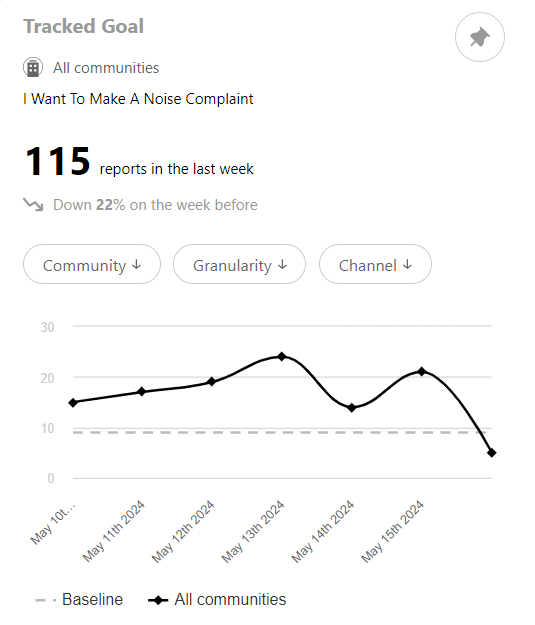 Tracked Goal
All communities
I Want To Make A Noise Complaint
115 reports in the last week
Down 22% on the week before
Community ↓
Granularity ↓
Channel ↓
30
20
10
0
May 10t...
May 11th 2024
May 12th 2024
May 13th 2024
May 14th 2024
May 15th 2024
Baseline
All communities